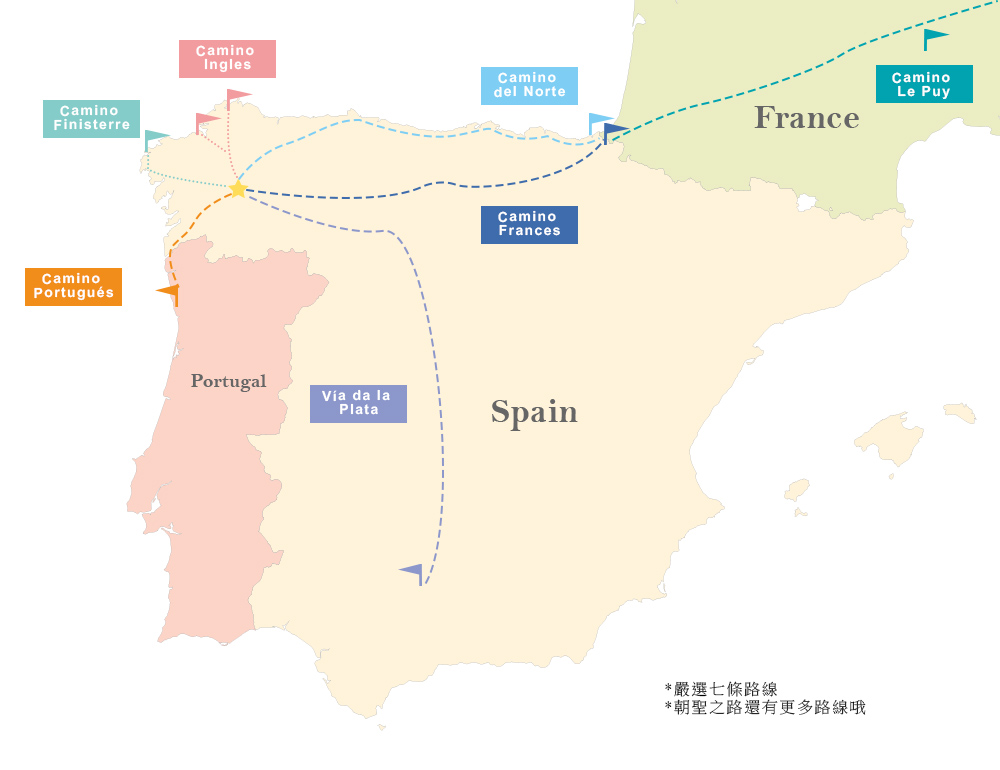 Camino
Ingles
Camino
Finisterre
Camino
del Norte
Camino
Le Puy
France
Camino
Frances
Camino
Portugués
Portugal
Vía da la
Plata
Spain
*嚴選七條路線
*朝聖之路還有更多路線哦